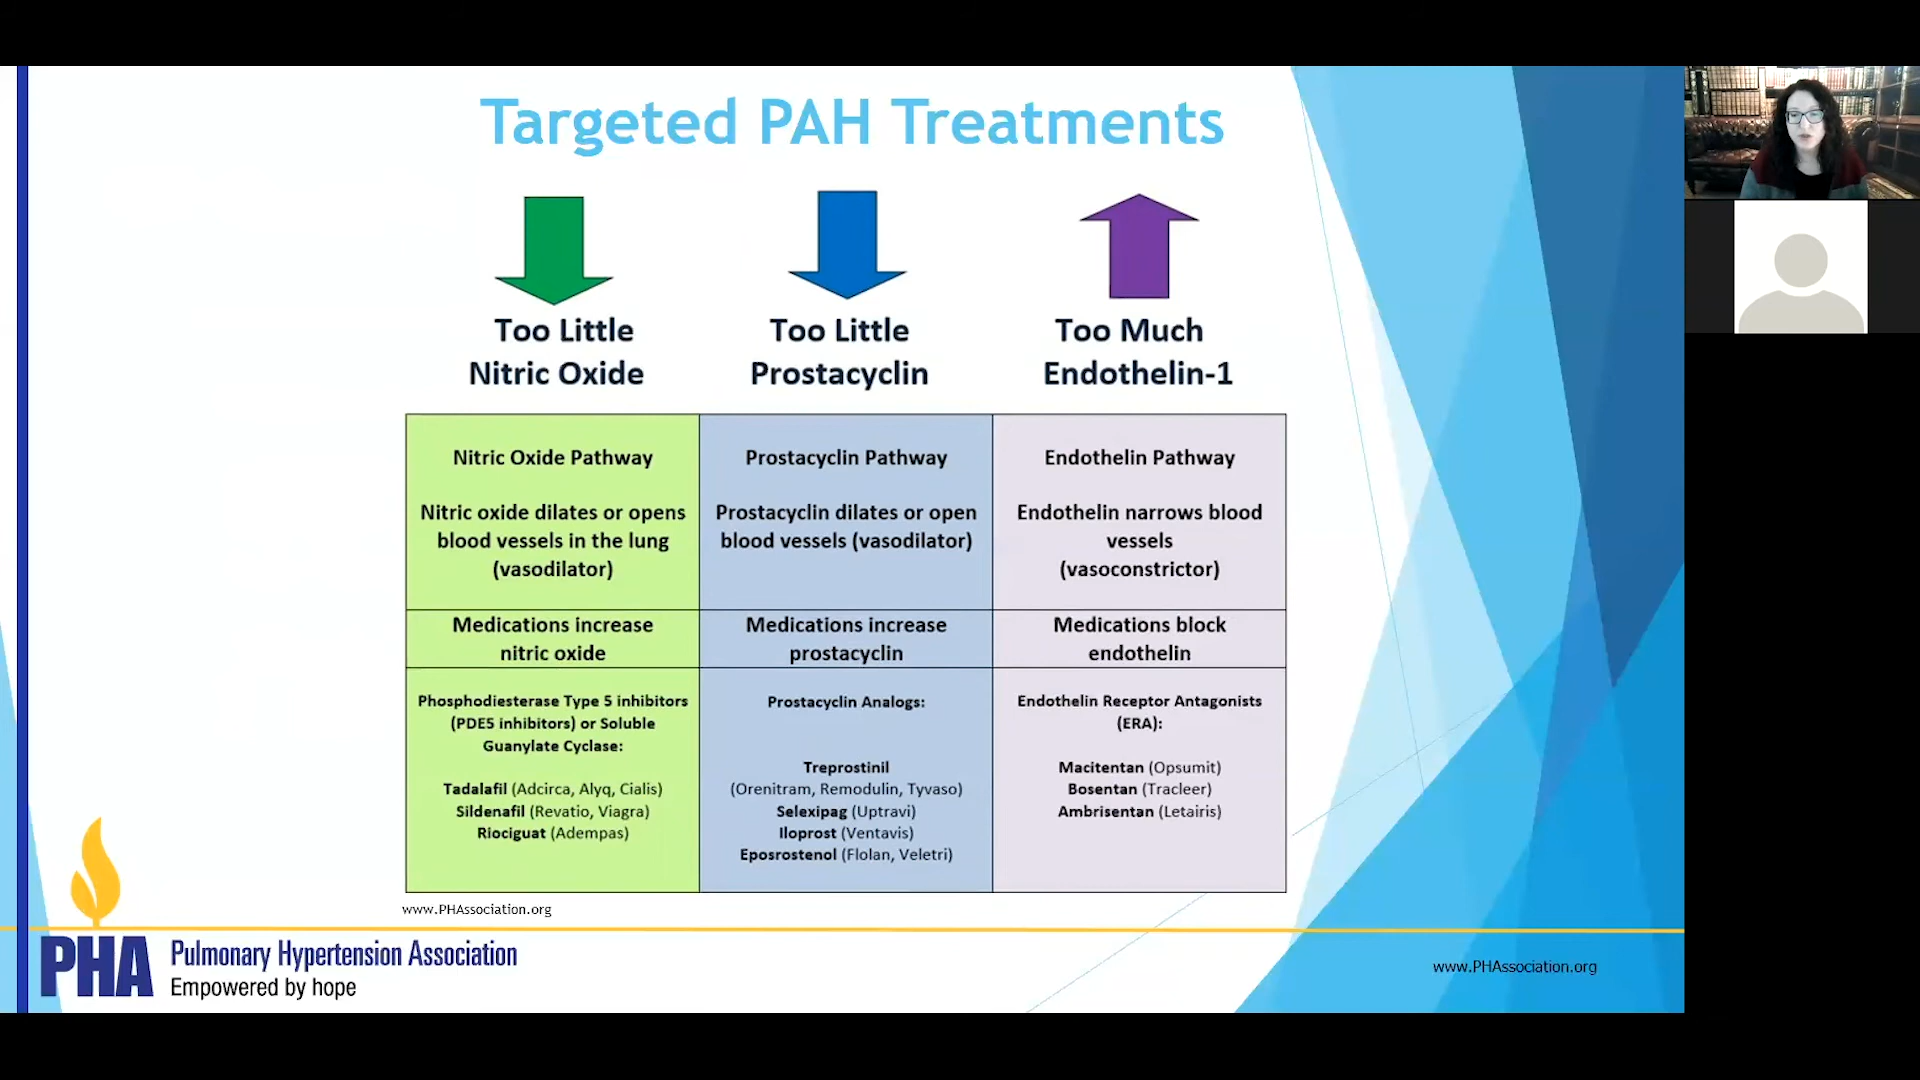 Targeted PAH Treatments
Too Little
Nitric Oxide
Too Little
Prostacyclin
Too Much
Endothelin-1
Nitric Oxide Pathway
Nitric oxide dilates or opens
blood vessels in the lung
(vasodilator)
Prostacyclin Pathway
Prostacyclin dilates or open
blood vessels (vasodilator)
Endothelin Pathway
Endothelin narrows blood
vessels
(vasoconstrictor)
Medications increase
nitric oxide
Medications increase
prostacyclin
Medications block
endothelin
Phosphodiesterase Type 5 inhibitors
(PDE5 inhibitors) or Soluble
Guanylate Cyclase:
Tadalafil (Adcirca, Alyq, Cialis)
Sildenafil (Revatio, Viagra)
Riociguat (Adempas)
Prostacyclin Analogs:
Treprostinil
(Orenitram, Remodulin, Tyvaso)
Selexipag (Uptravi)
Iloprost (Ventavis)
Eposrostenol (Flolan, Veletri)
Endothelin Receptor Antagonists
(ERA):
Macitentan (Opsumit)
Bosentan (Tracleer)
Ambrisentan (Letairis)
www.PHAssociation.org
PHA
Pulmonary Hypertension Association
Empowered by hope
www.PHAssociation.org